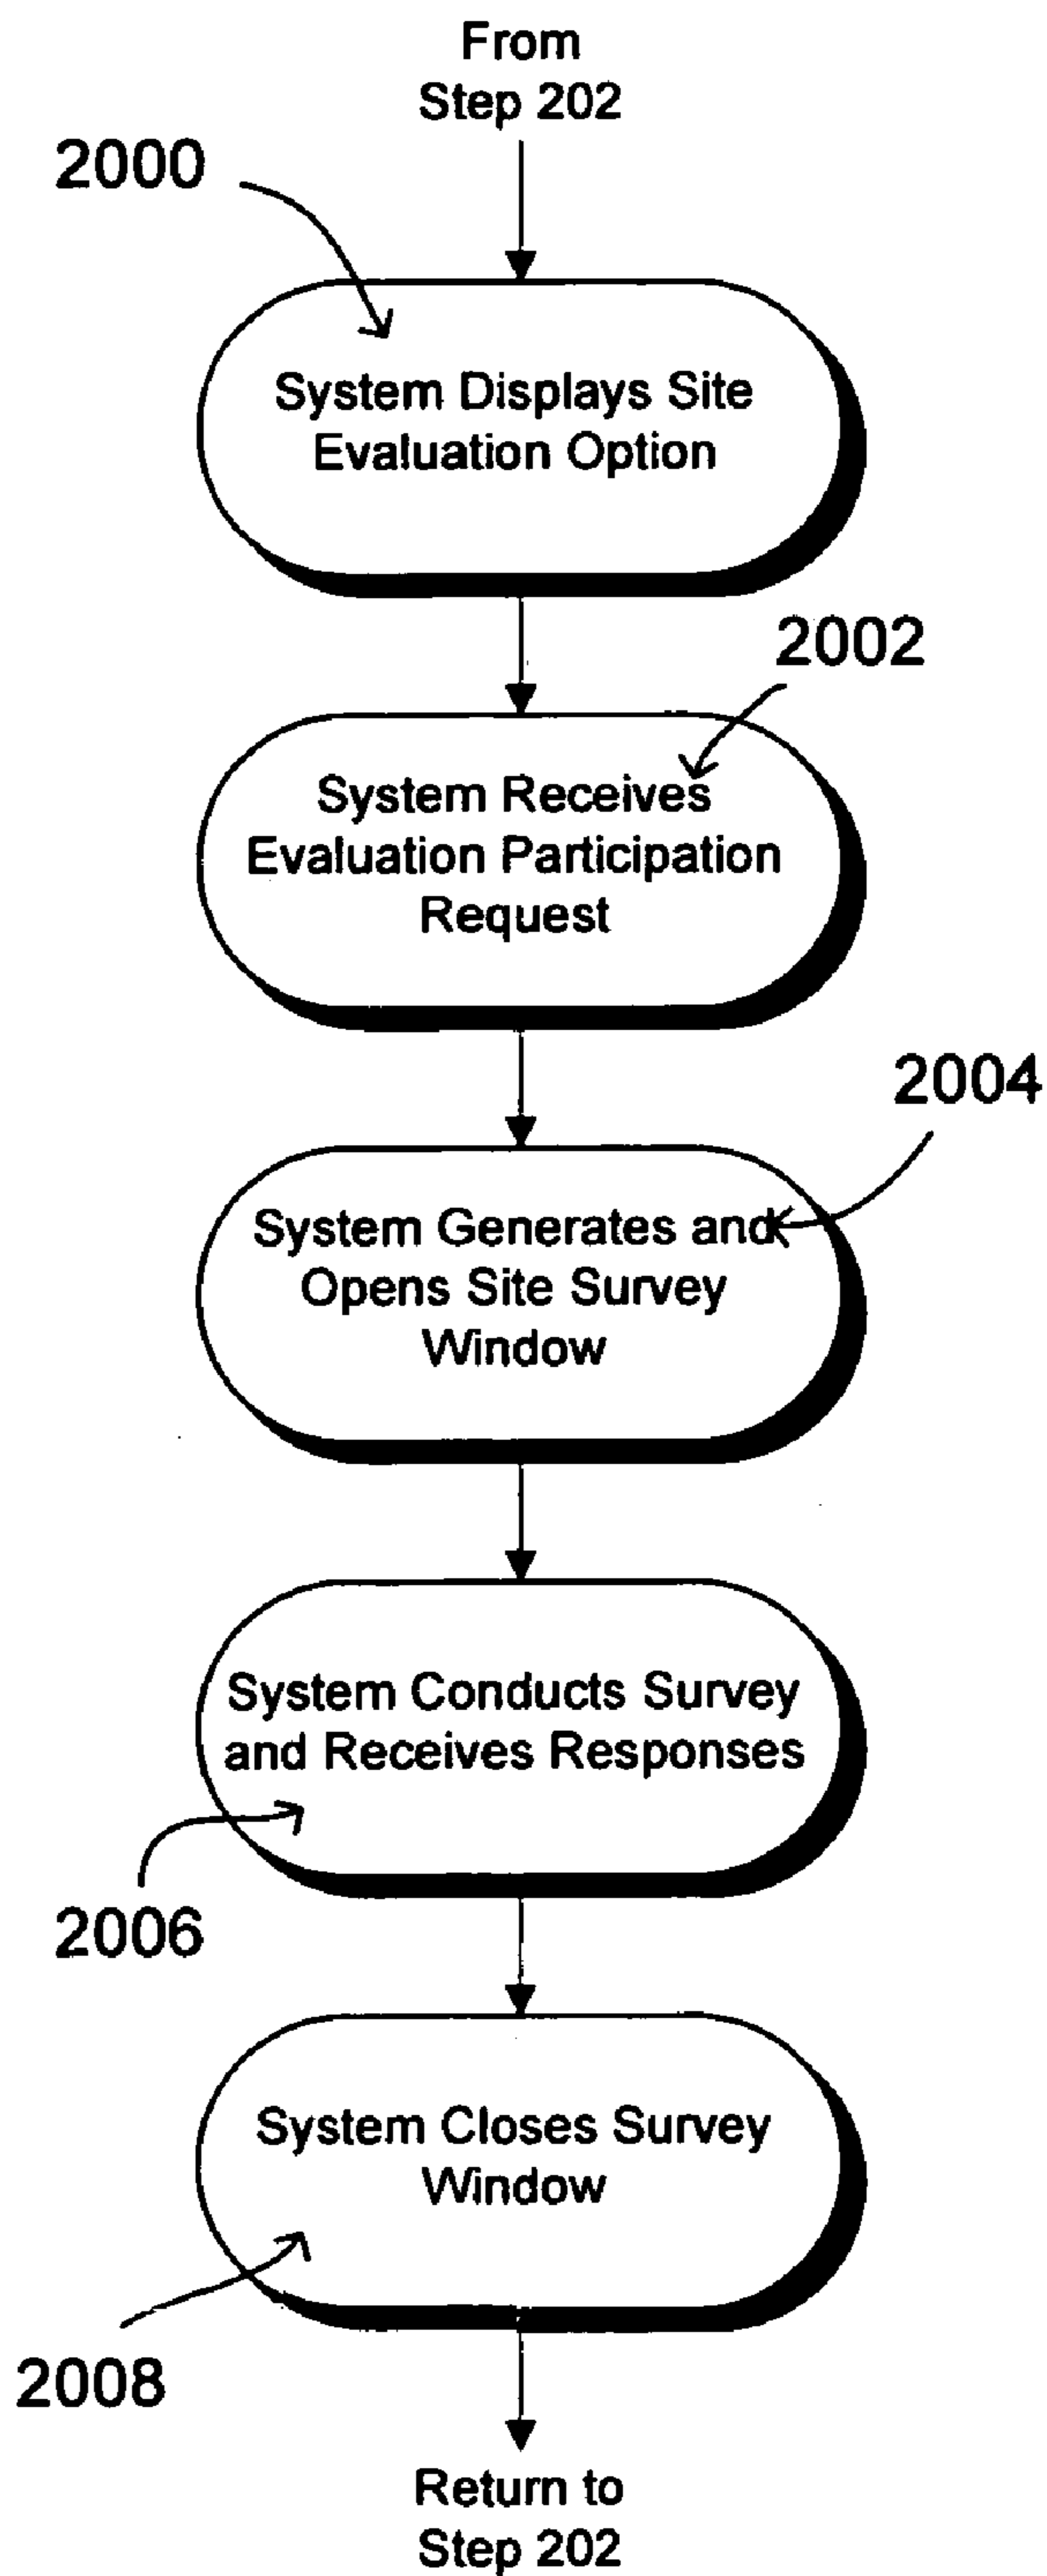 From
Step 202
2000
System Displays Site
Evaluation Option
2002
System Receives
Evaluation Participation
Request
2004
System Generates and
Opens Site Survey
Window
System Conducts Survey
and Receives Responses
2006
System Closes Survey
Window
2008
Return to
Step 202